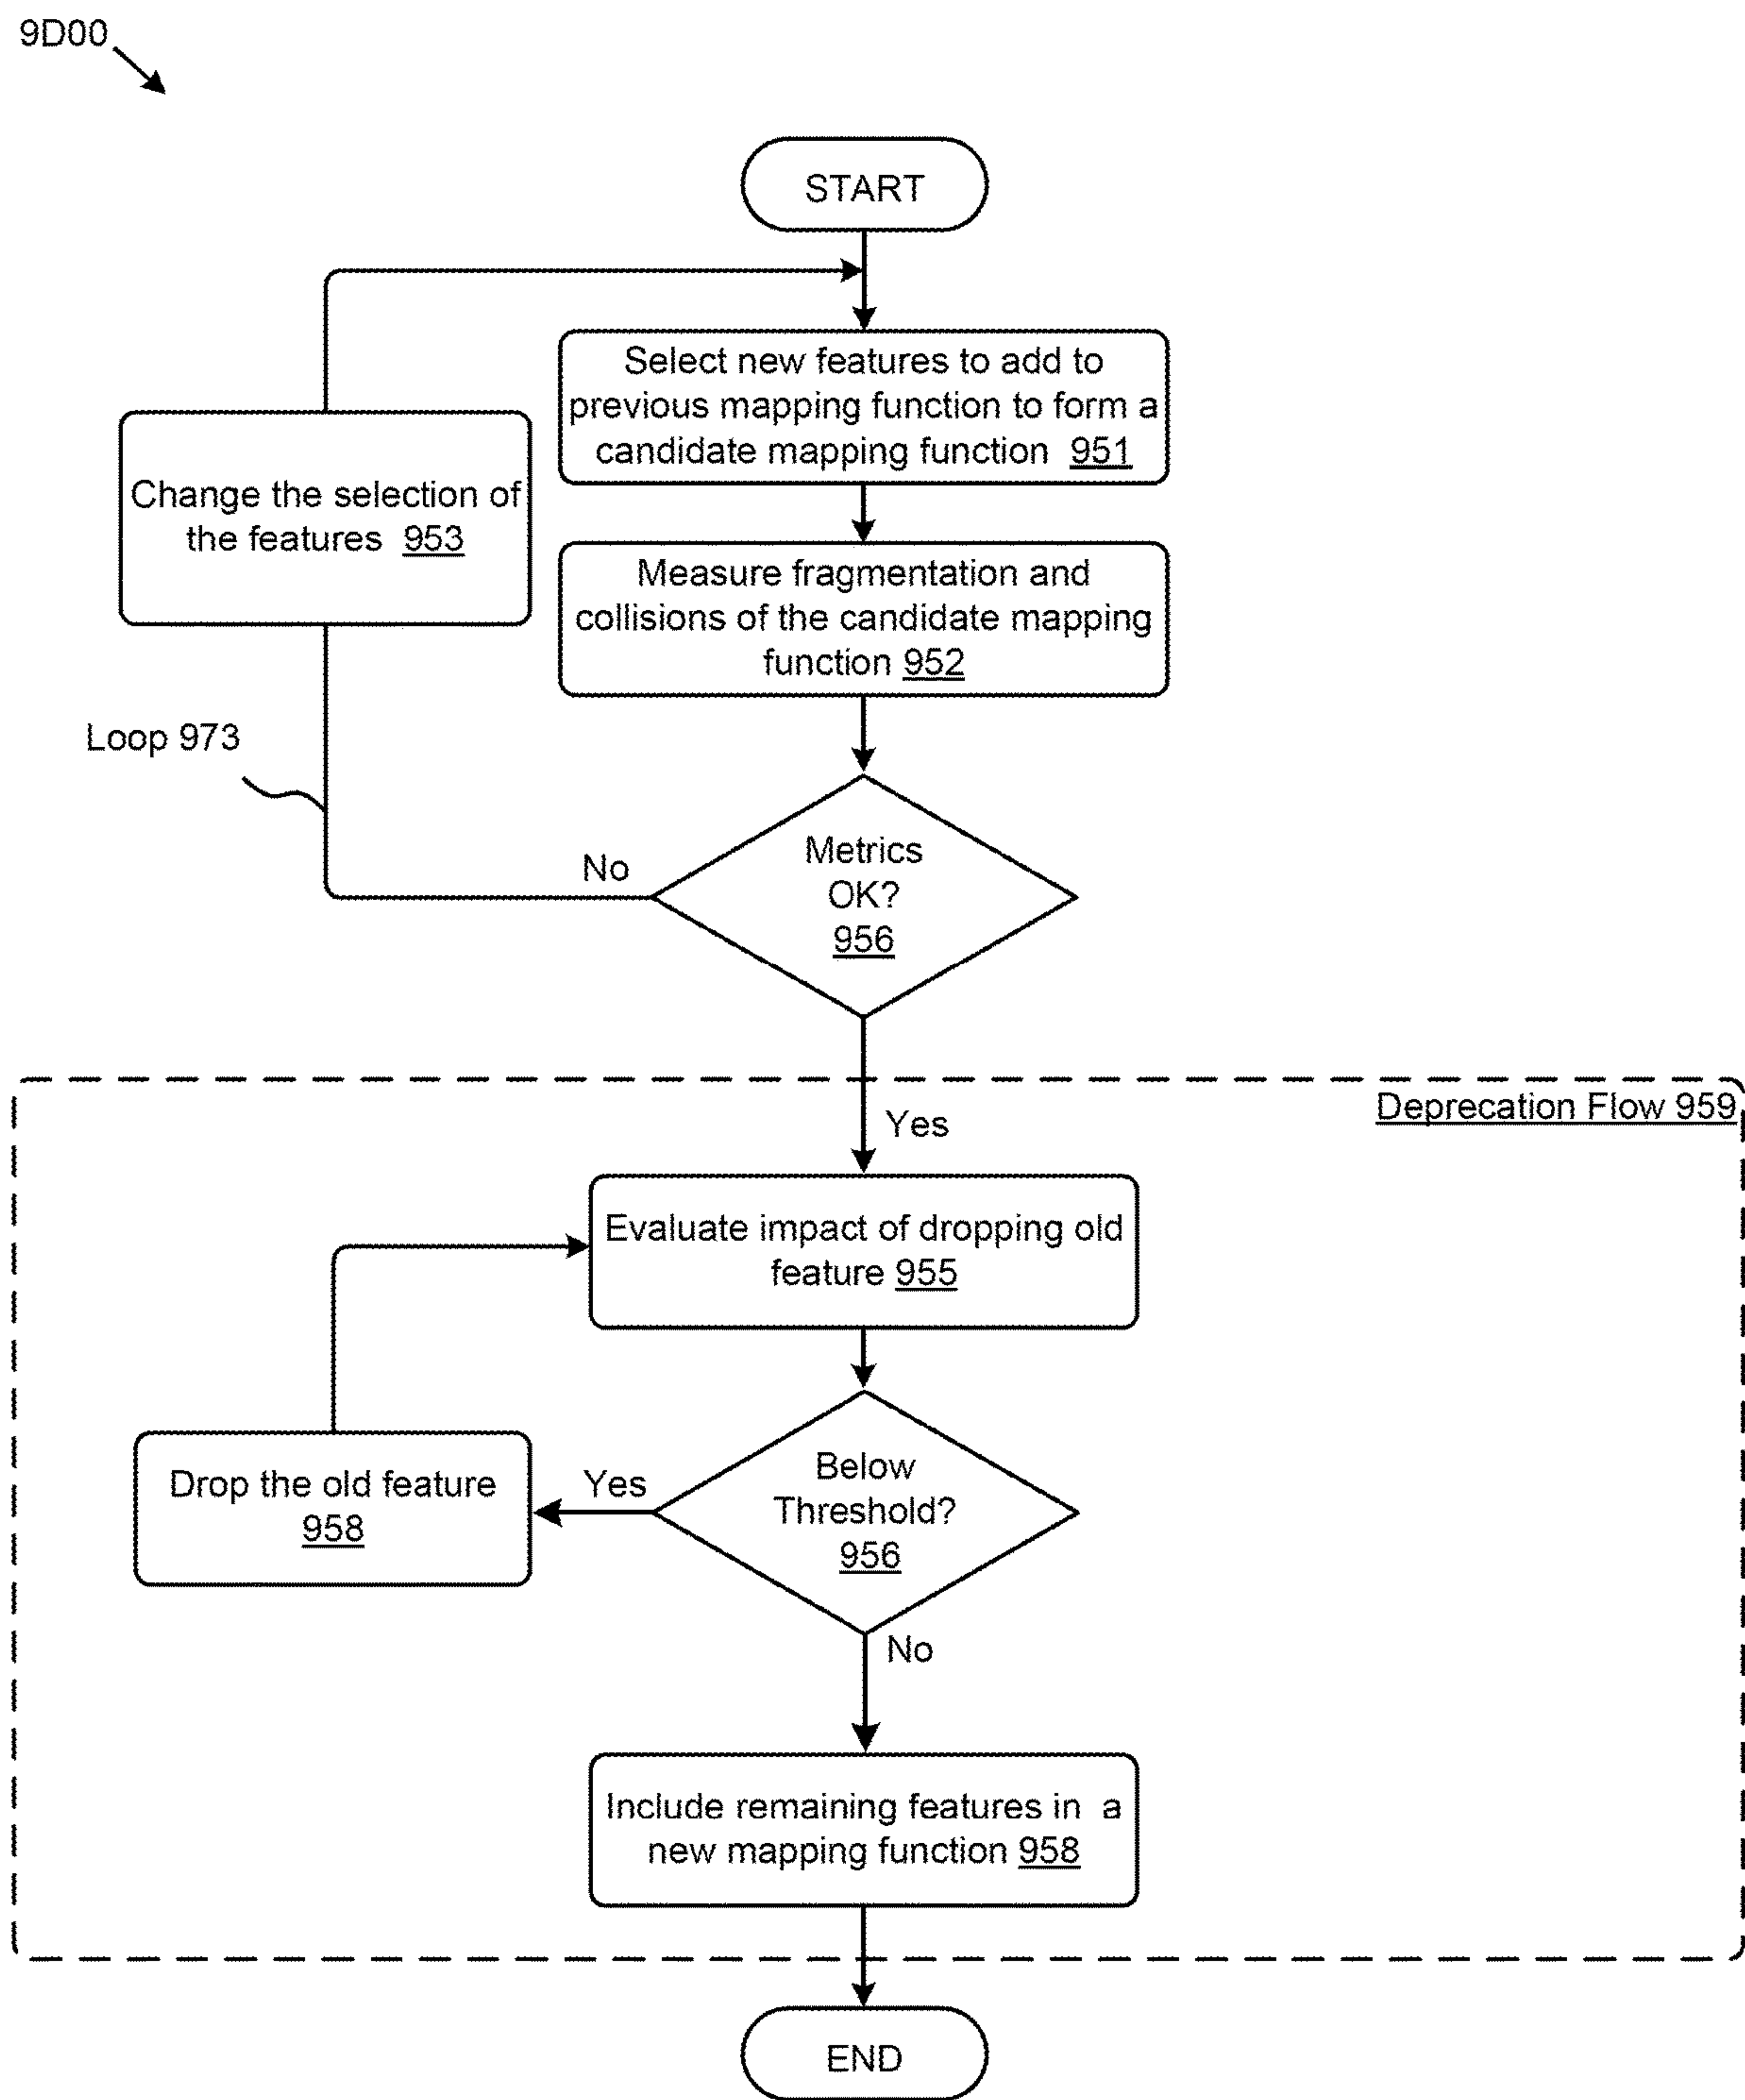 9D00
START
Select new features to add to
previous mapping function to form a
candidate mapping function 951
Change the selection of
the features 953
Measure fragmentation and
collisions of the candidate mapping
function 952
Loop 973
No
Metrics
OK?
956
Deprecation Flow 959
Yes
Evaluate impact of dropping old
feature 955
Drop the old feature
958
Yes
Below
Threshold?
956
No
Include remaining features in a
new mapping function 958
END